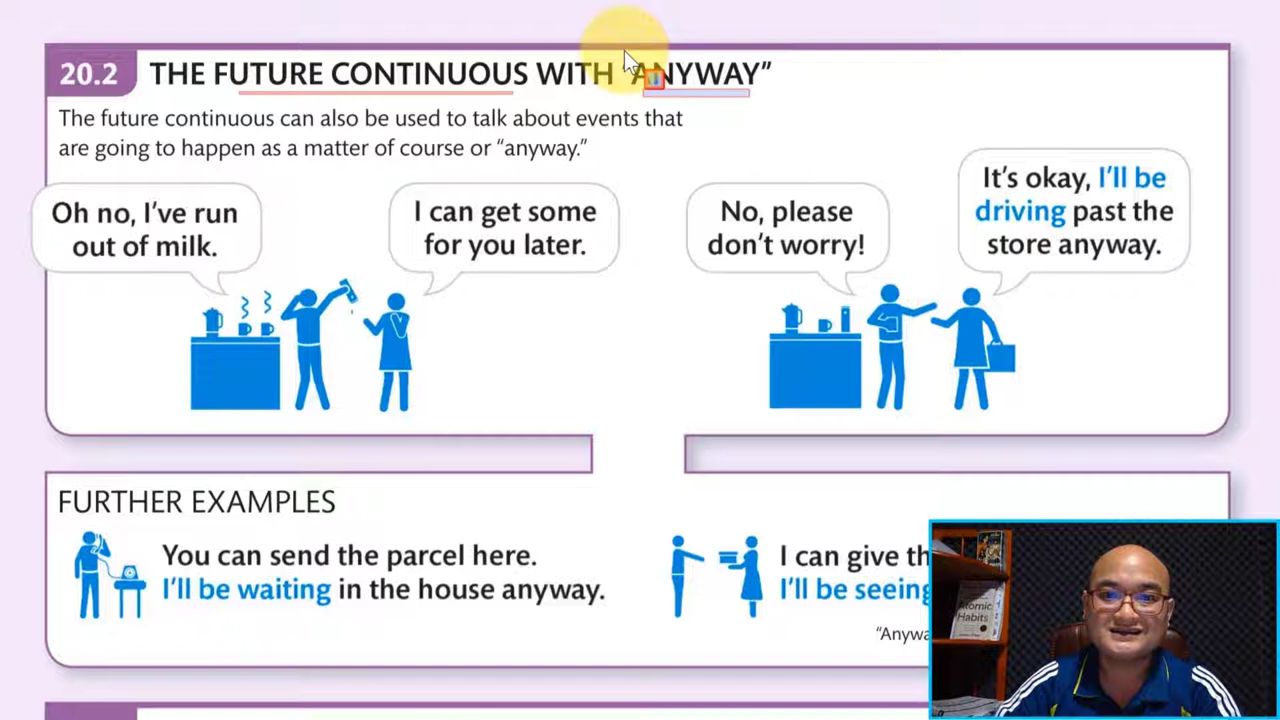 20.2 THE FUTURE CONTINUOUS WITH "ANYWAY"
The future continuous can also be used to talk about events that
are going to happen as a matter of course or "anyway."
Oh no, I've run
out of milk.
I can get some
for you later.
No, please
don't worry!
It's okay, I'll be
driving past the
store anyway.
FURTHER EXAMPLES
You can send the parcel here.
I'll be waiting in the house anyway.
I can give
I'll be seeing
Atomic
Habits